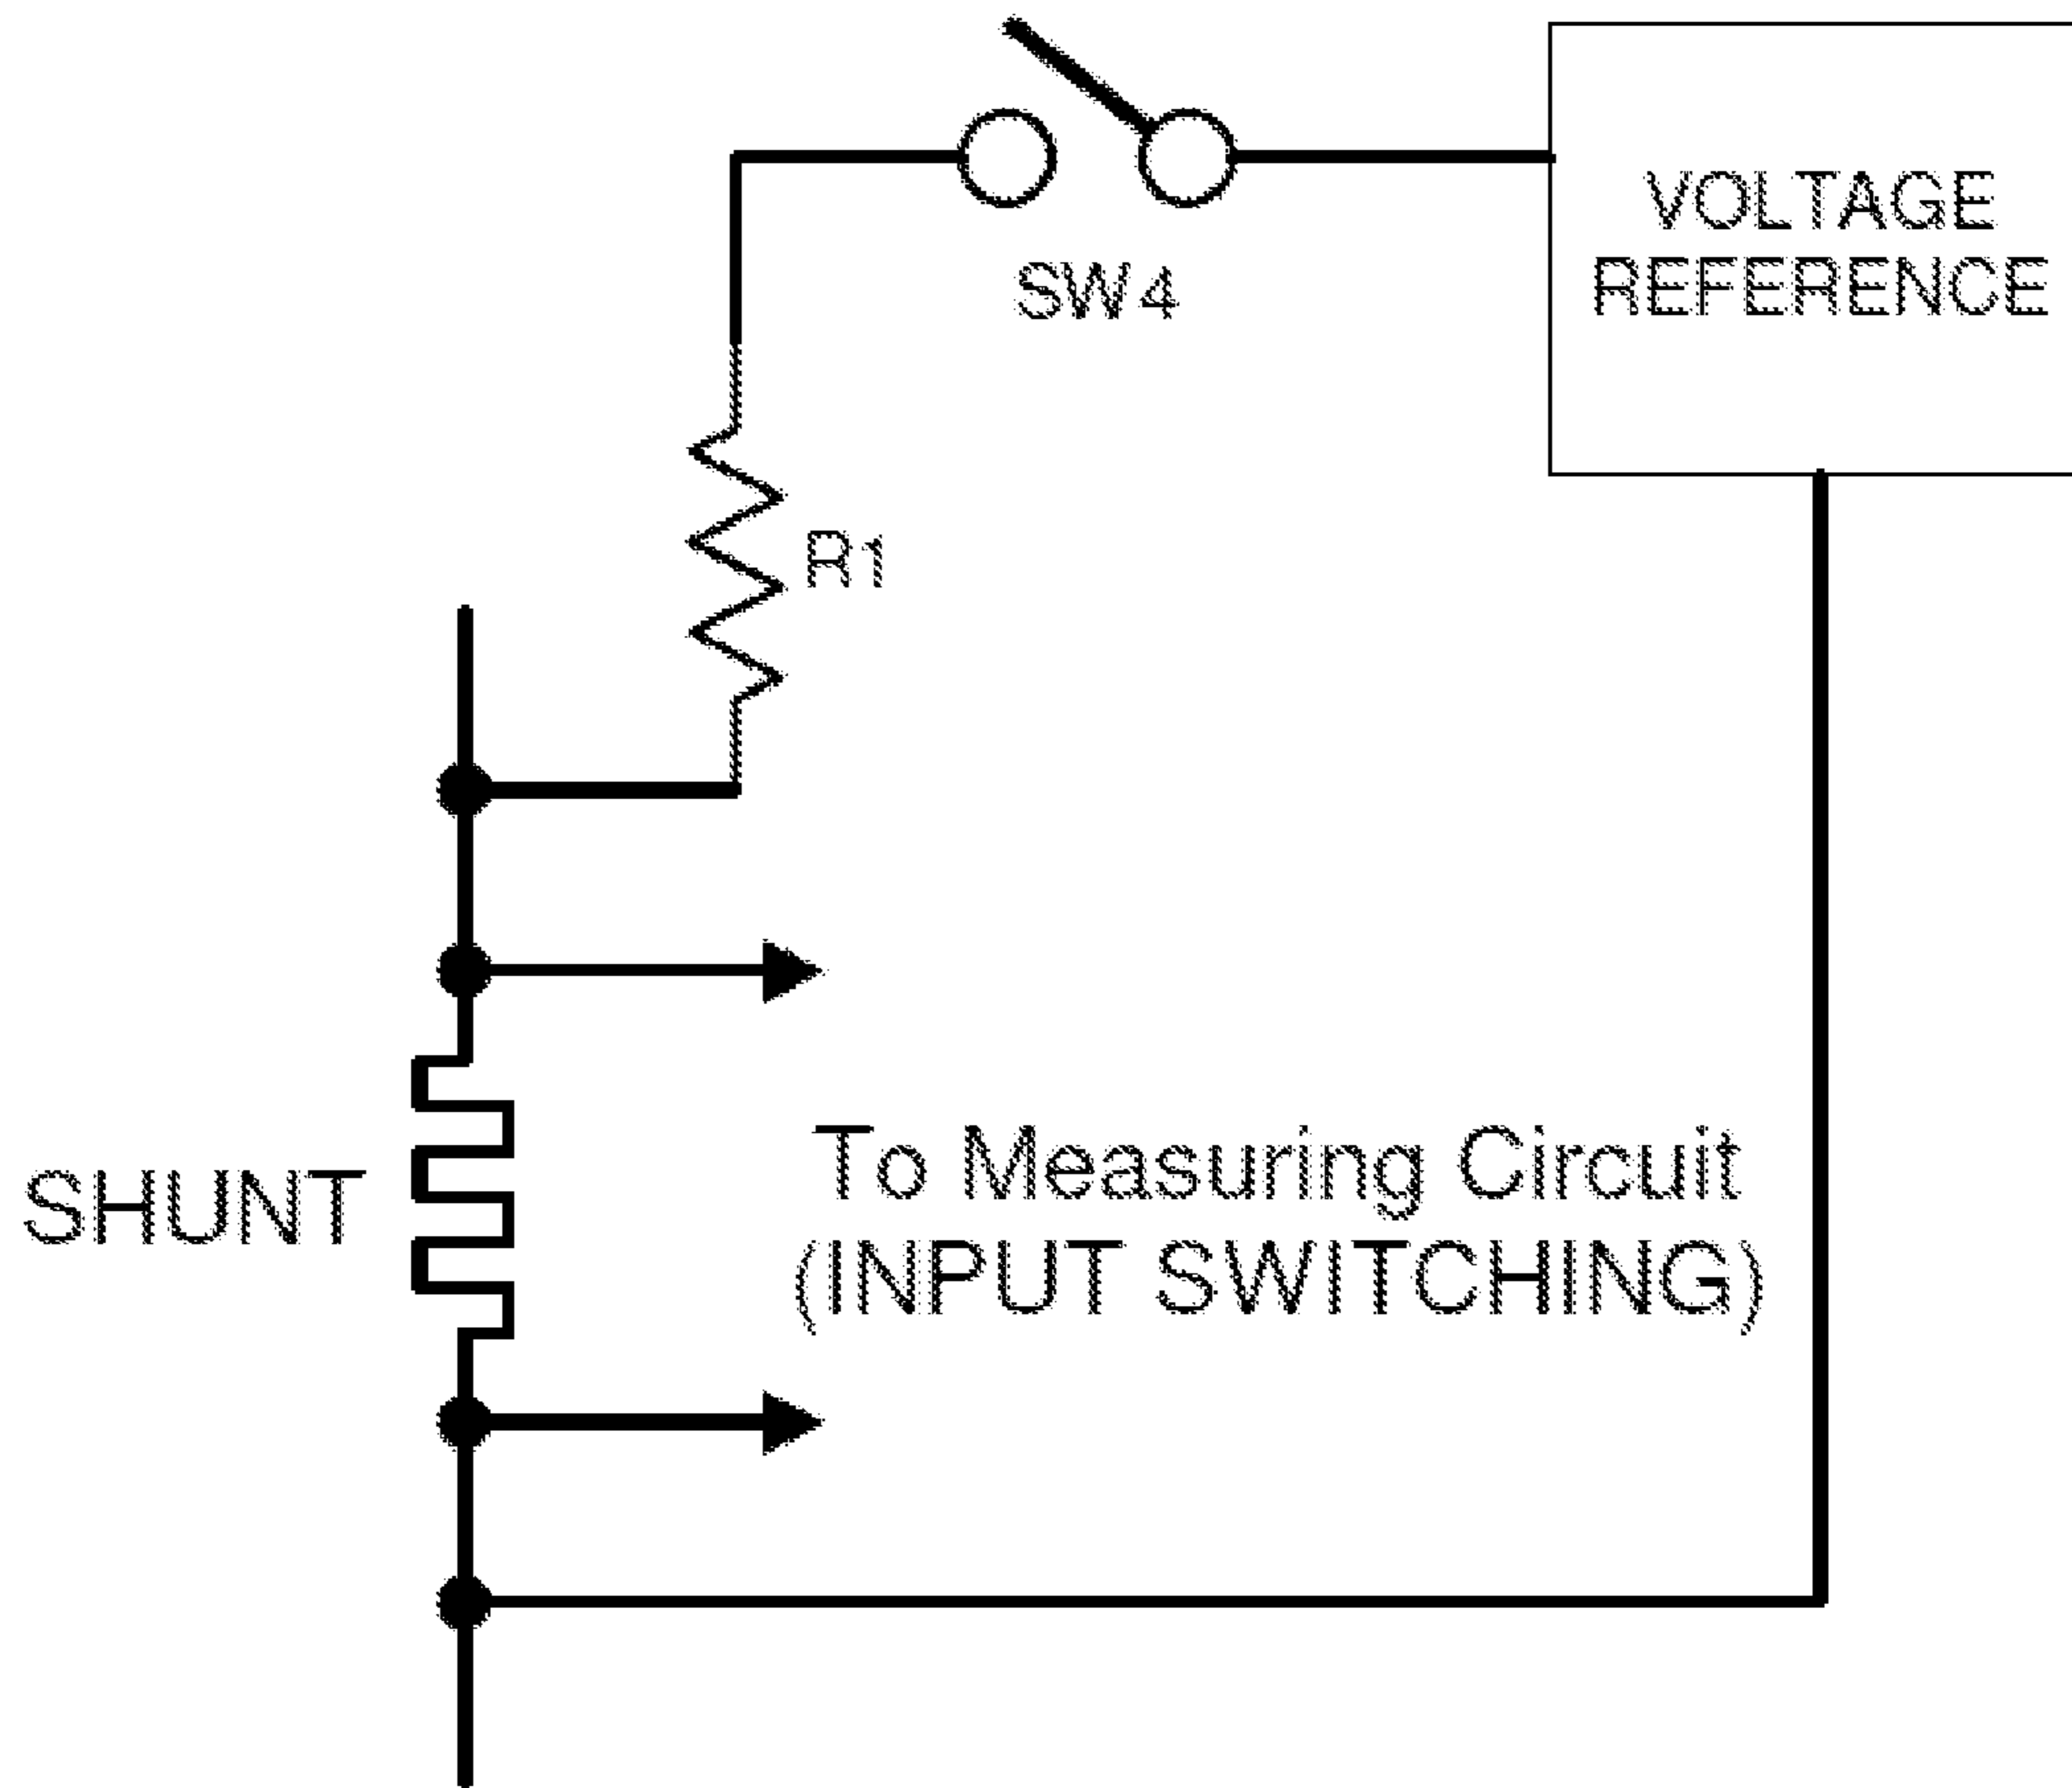 VOLTAGE
REFERENCE
SW4
R1
SHUNT
To Measuring Circuit
(INPUT SWITCHING)